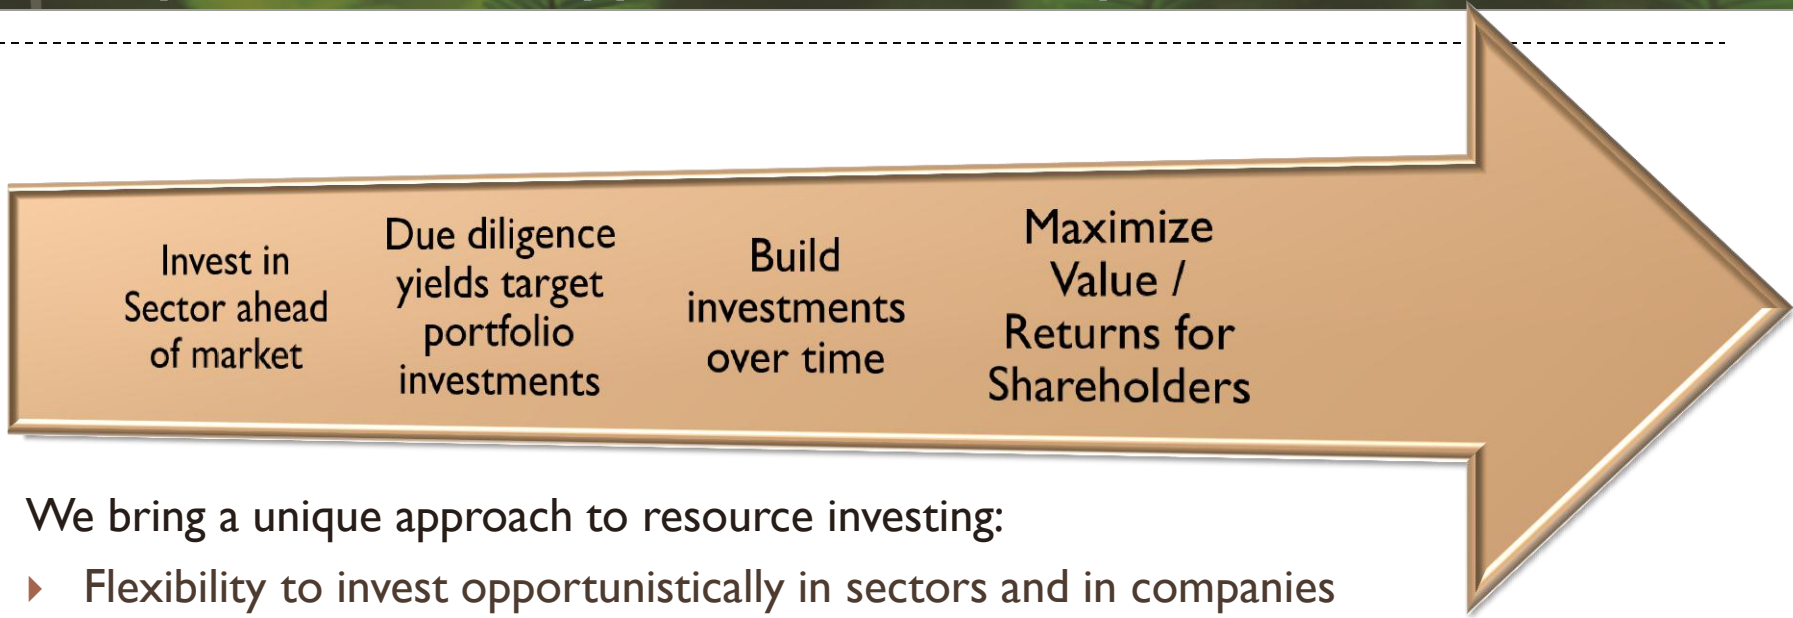 Invest in
Sector ahead
of market
Due diligence
yields target
portfolio
investments
Build
investments
over time
Maximize
Value /
Returns for
Shareholders
We bring a unique approach to resource investing:
Flexibility to invest opportunistically in sectors and in companies